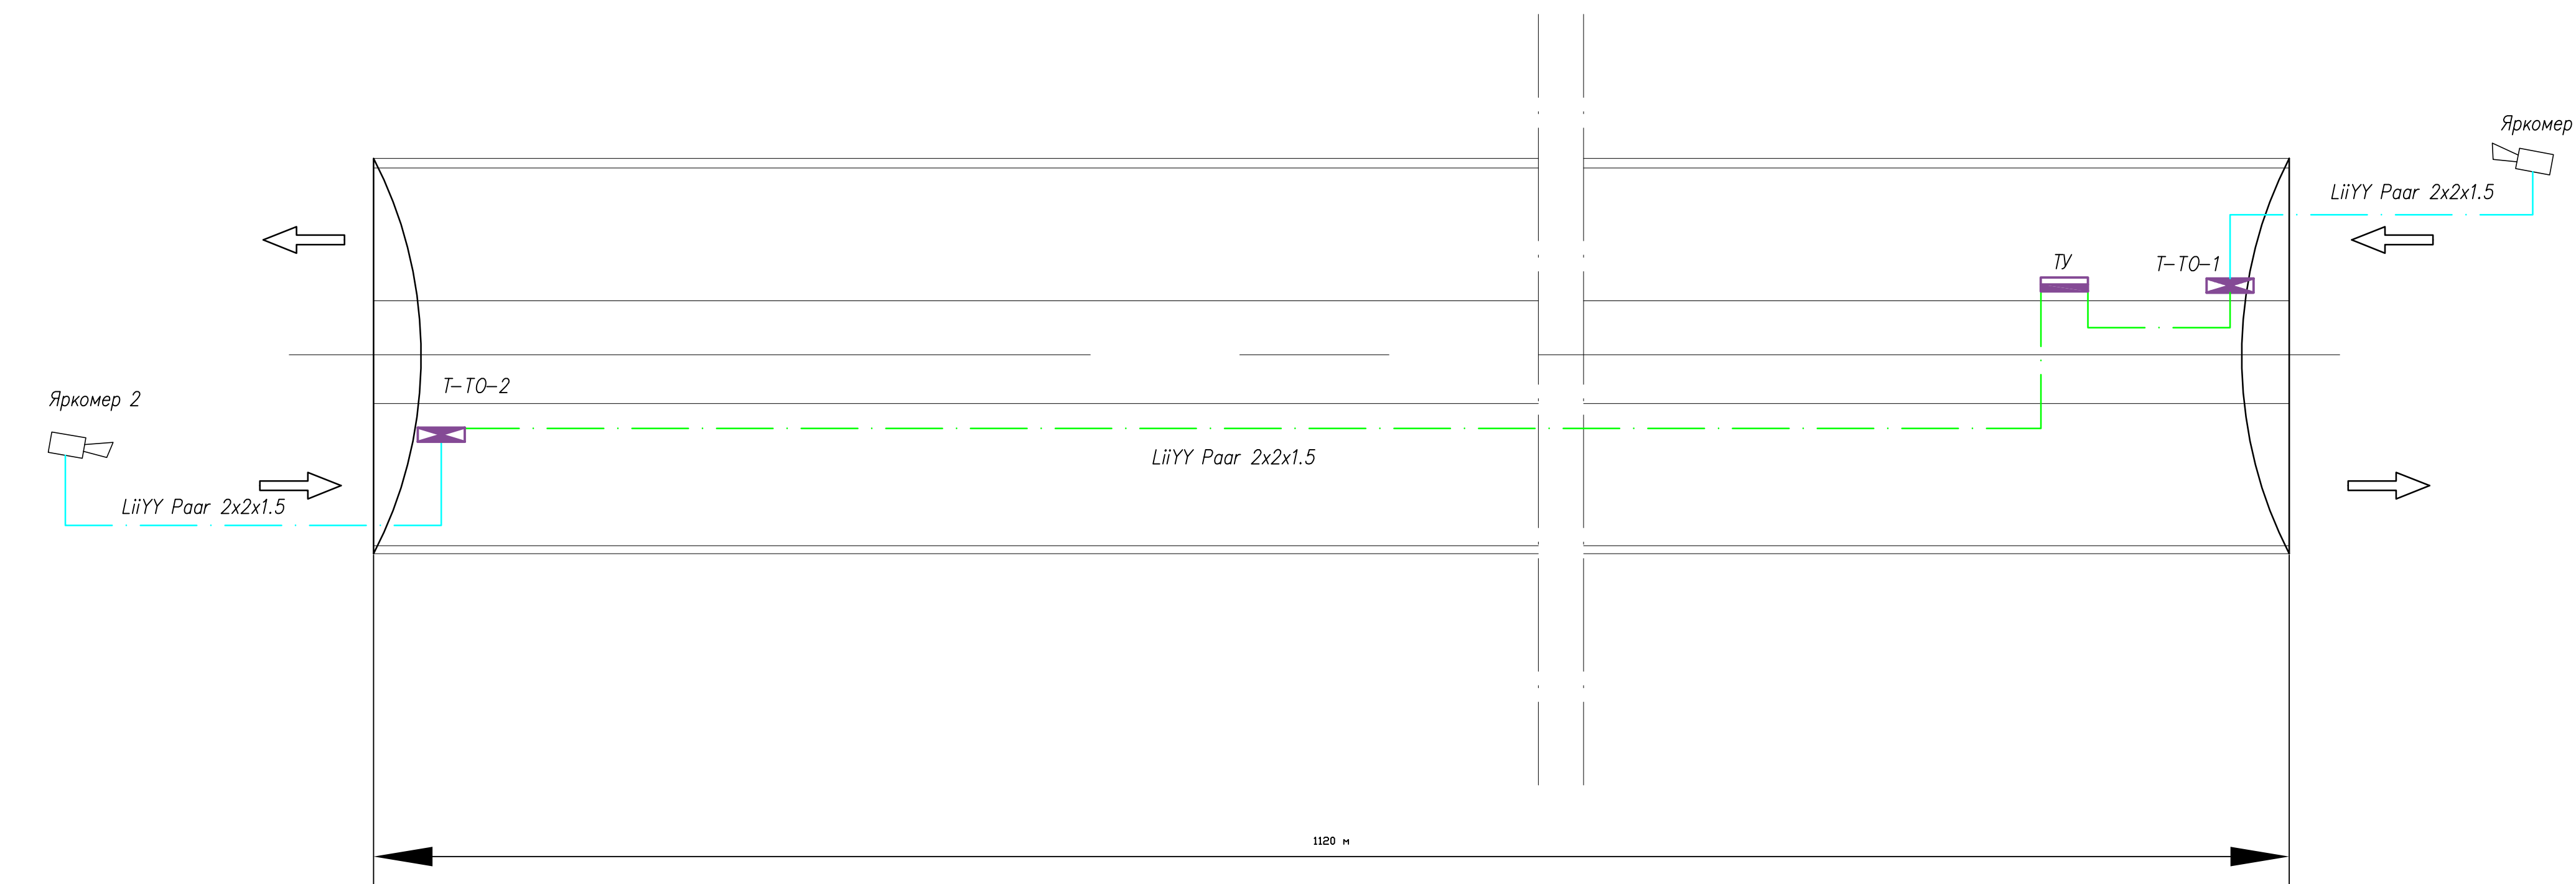 Яркомер
LiiYY Paar 2x2x1.5
ТУ
Т-ТО-1
Т-ТО-2
Яркомер 2
LiiYY Paar 2x2x1.5
LiiYY Paar 2x2x1.5
1120 м